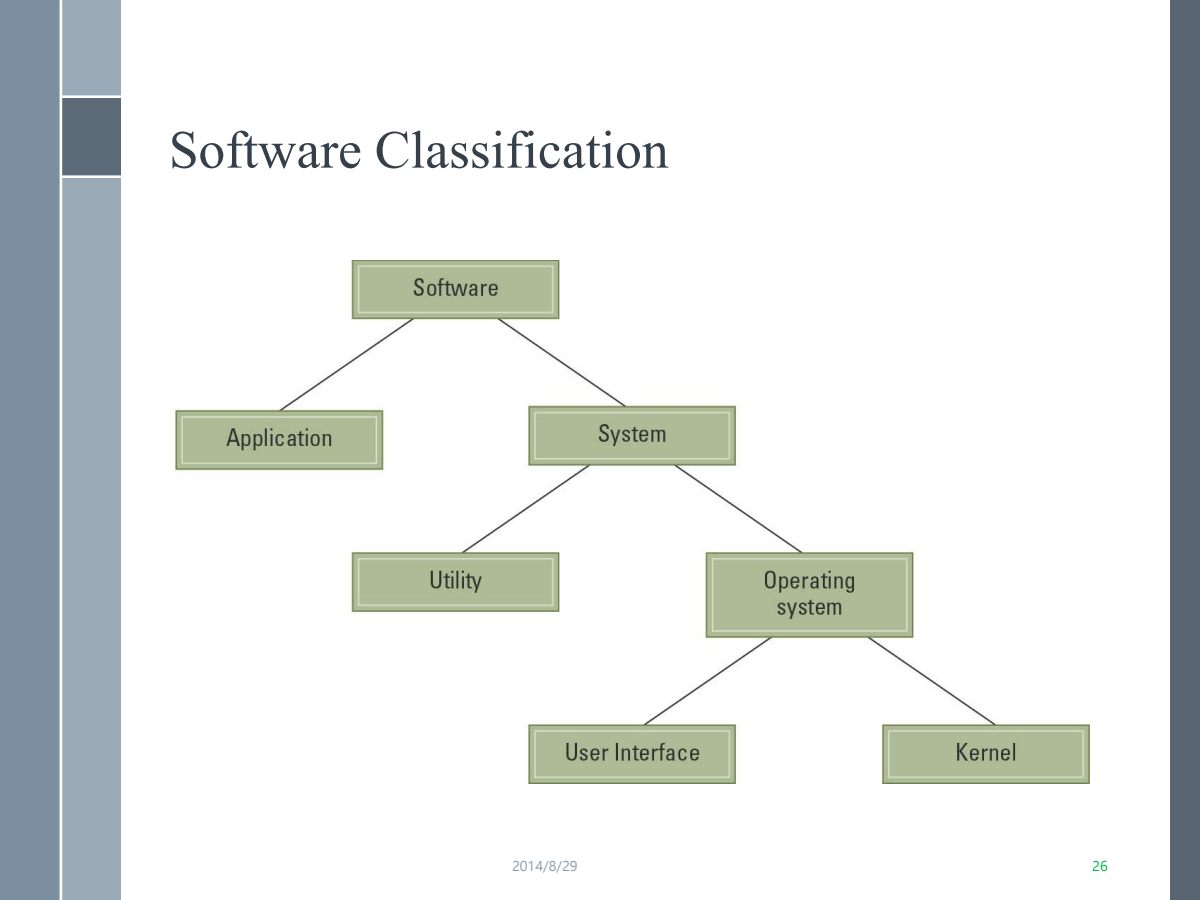 Software Classification
Software
Application
System
Utility
Operating
system
User Interface
Kernel
2014/8/29
26